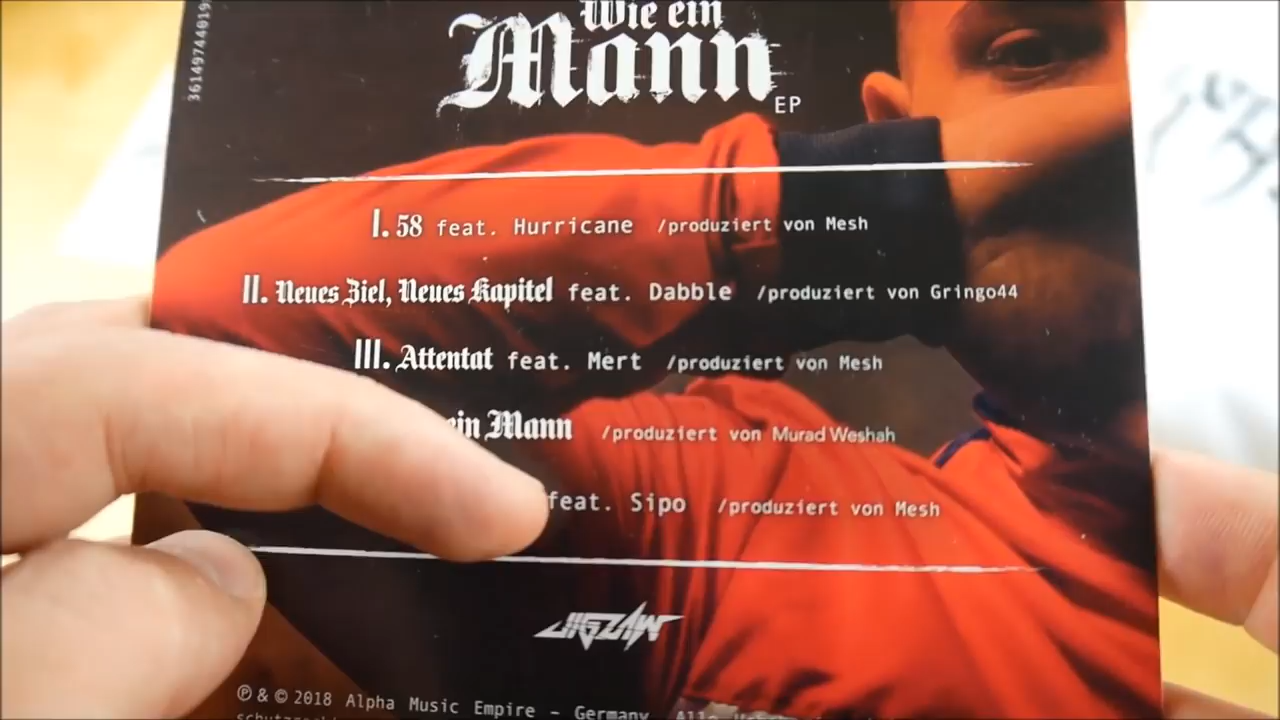 361497440195
Wie ein
Mann
EP
I. 58 feat. Hurricane /produziert von Mesh
II. Neues Ziel, Neues Kapitel feat. Dabble /produziert von Gringo44
III. Attentat feat. Mert /produziert von Mesh
ein Mann /produziert von Murad Weshah
feat. Sipo /produziert von Mesh
JIGZAW
℗ & © 2018 Alpha Music Empire – Germany. Alle